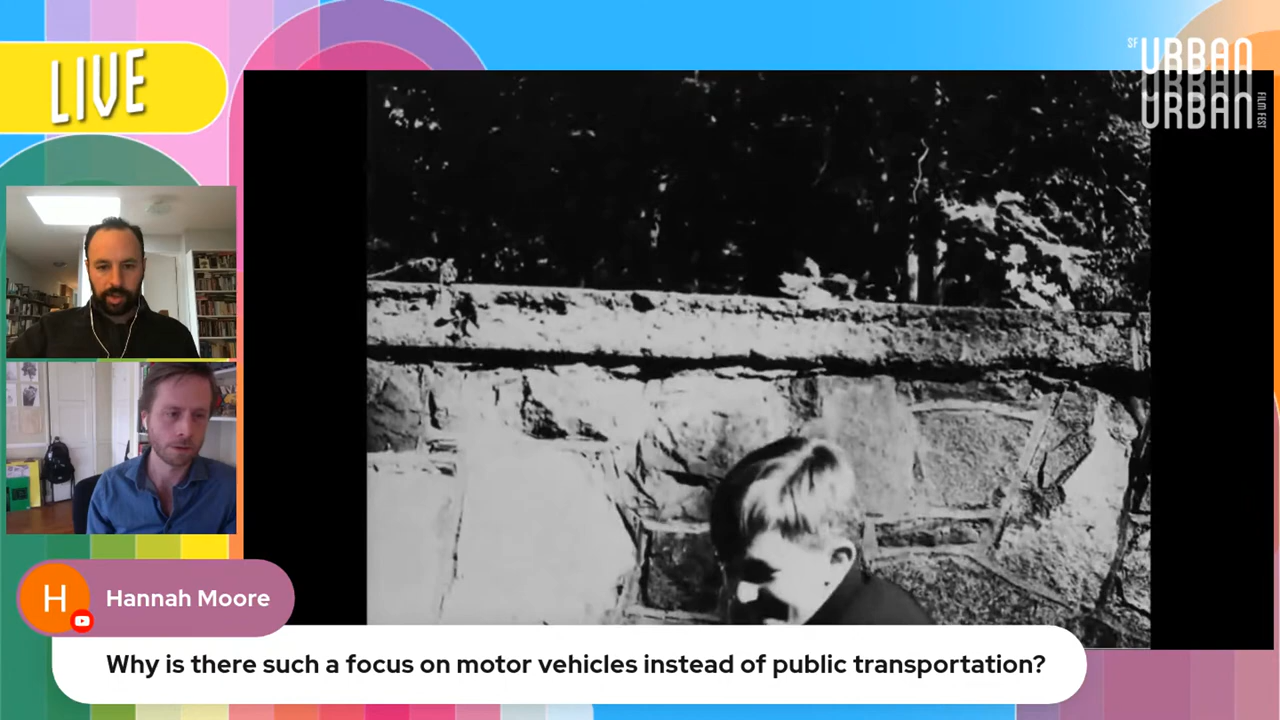 LIVE
SF URBAN
URBAN
URBAN
FILM FEST
H
Hannah Moore
Why is there such a focus on motor vehicles instead of public transportation?